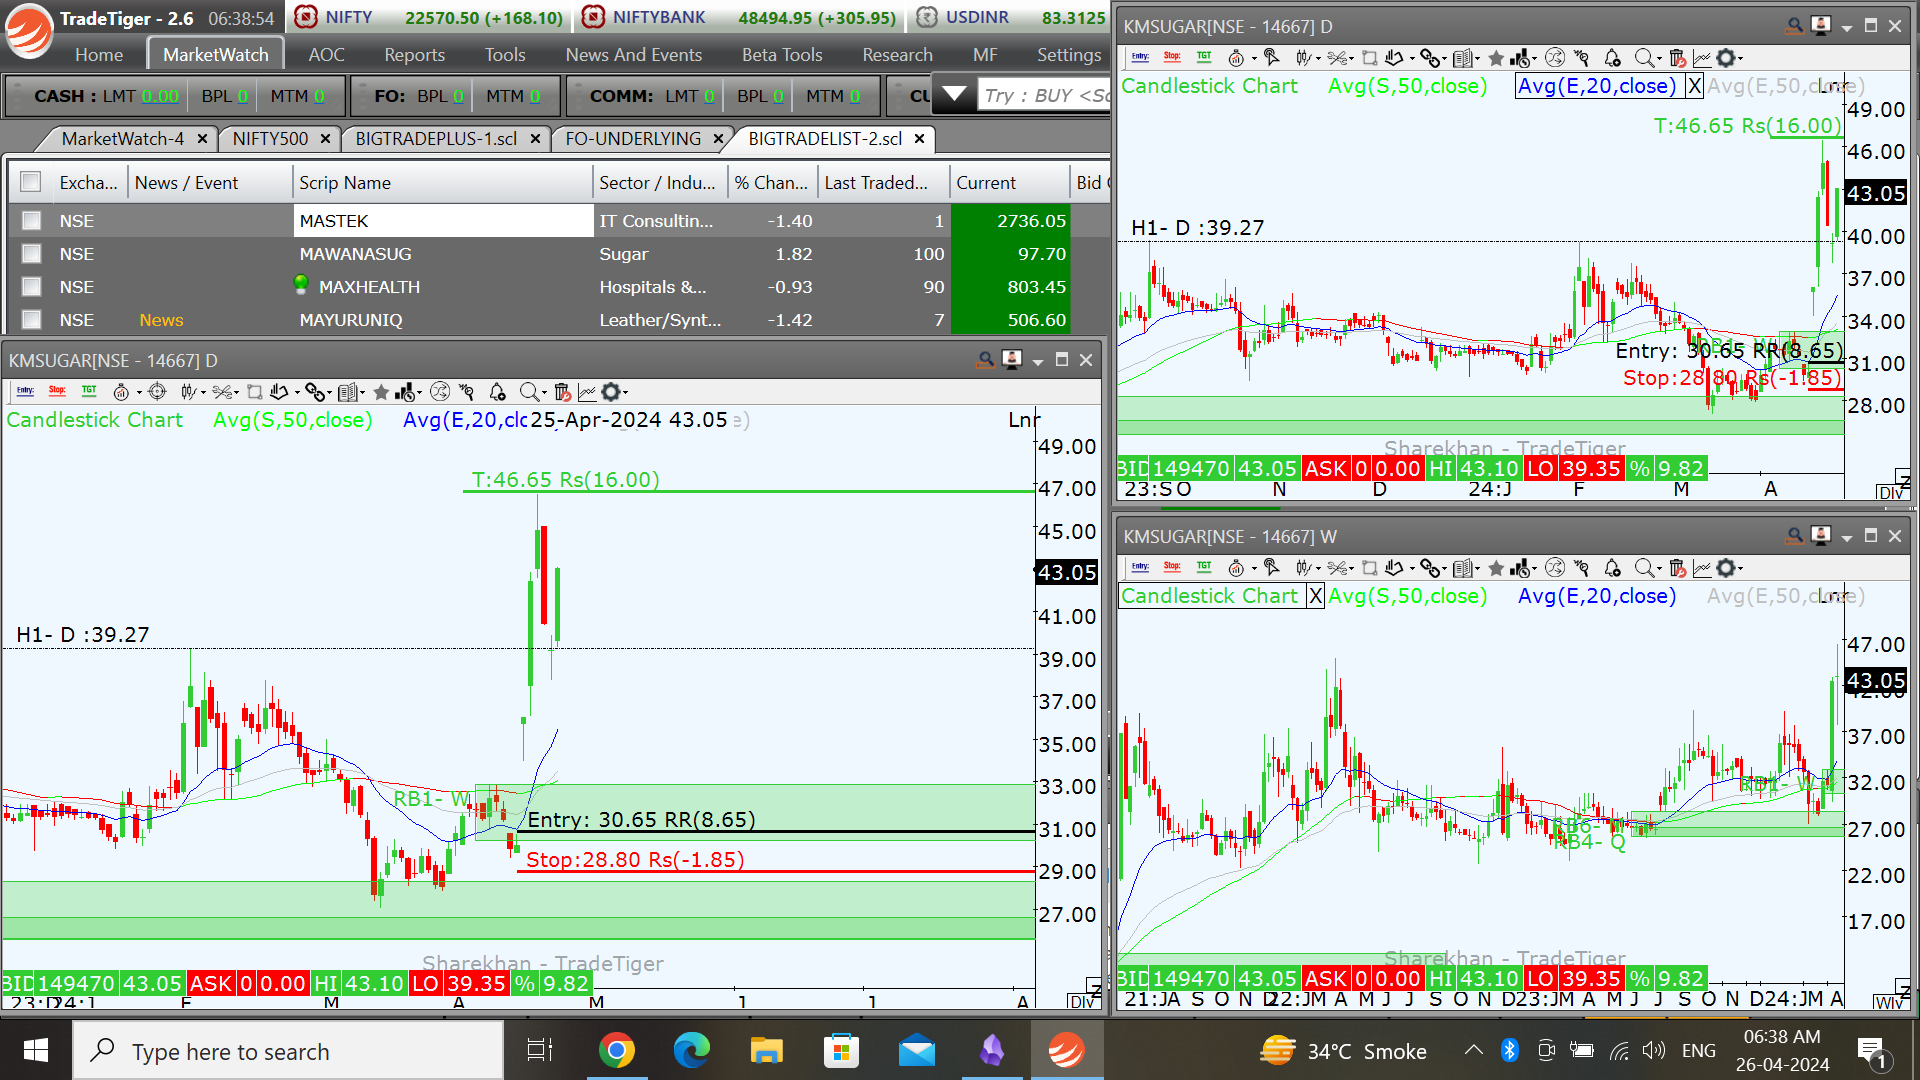 TradeTiger - 2.6 06:38:54 NIFTY 22570.50 (+168.10) NIFTYBANK 48494.95 (+305.95) USDINR 83.3125
Home MarketWatch AOC Reports Tools News And Events Beta Tools Research MF Settings
CASH : LMT 0.00 BPL 0 MTM 0 FO: BPL 0 MTM 0 COMM: LMT 0 BPL 0 MTM 0 CU Try : BUY <Sc
MarketWatch-4 × NIFTY500 × BIGTRADEPLUS-1.scl × FO-UNDERLYING × BIGTRADELIST-2.scl ×
Excha... News / Event Scrip Name Sector / Indu... % Chan... Last Traded... Current Bid
NSE MASTEK IT Consultin... -1.40 1 2736.05
NSE MAWANASUG Sugar 1.82 100 97.70
NSE MAXHEALTH Hospitals &... -0.93 90 803.45
NSE News MAYURUNIQ Leather/Synt... -1.42 7 506.60
KMSUGAR[NSE - 14667] D
Entry: Stop: TGT
Candlestick Chart Avg(S,50,close) Avg(E,20,clo 25-Apr-2024 43.05 e)
Lnr
49.00
T:46.65 Rs(16.00)
47.00
45.00
43.05
41.00
H1- D :39.27
39.00
37.00
35.00
33.00
RB1- W
Entry: 30.65 RR(8.65)
31.00
Stop:28.80 Rs(-1.85)
29.00
27.00
Sharekhan - TradeTiger
BID 149470 43.05 ASK 0 0.00 HI 43.10 LO 39.35 % 9.82
23:D 24:J F M A M J J A
Div
Z
KMSUGAR[NSE - 14667] D
Entry: Stop: TGT
Candlestick Chart Avg(S,50,close) Avg(E,20,close) X Avg(E,50,close)
Lnr
49.00
T:46.65 Rs(16.00)
46.00
43.05
H1- D :39.27
40.00
37.00
34.00
RB1- W
Entry: 30.65 RR(8.65)
31.00
Stop:28.80 Rs(-1.85)
28.00
Sharekhan - TradeTiger
BID 149470 43.05 ASK 0 0.00 HI 43.10 LO 39.35 % 9.82
23:S O N D 24:J F M A
Div
Z
KMSUGAR[NSE - 14667] W
Entry: Stop: TGT
Candlestick Chart X Avg(S,50,close) Avg(E,20,close) Avg(E,50,close)
Lnr
47.00
43.05
42.00
37.00
32.00
RB1- W
27.00
RB6- W
RB4- Q
22.00
17.00
Sharekhan - TradeTiger
BID 149470 43.05 ASK 0 0.00 HI 43.10 LO 39.35 % 9.82
21:J A S O N D 22:J M A M J J S O N D 23:J M A M J J S O N D 24:J M A
Wiv
Z
Type here to search
34°C Smoke
ENG
06:38 AM
26-04-2024
1